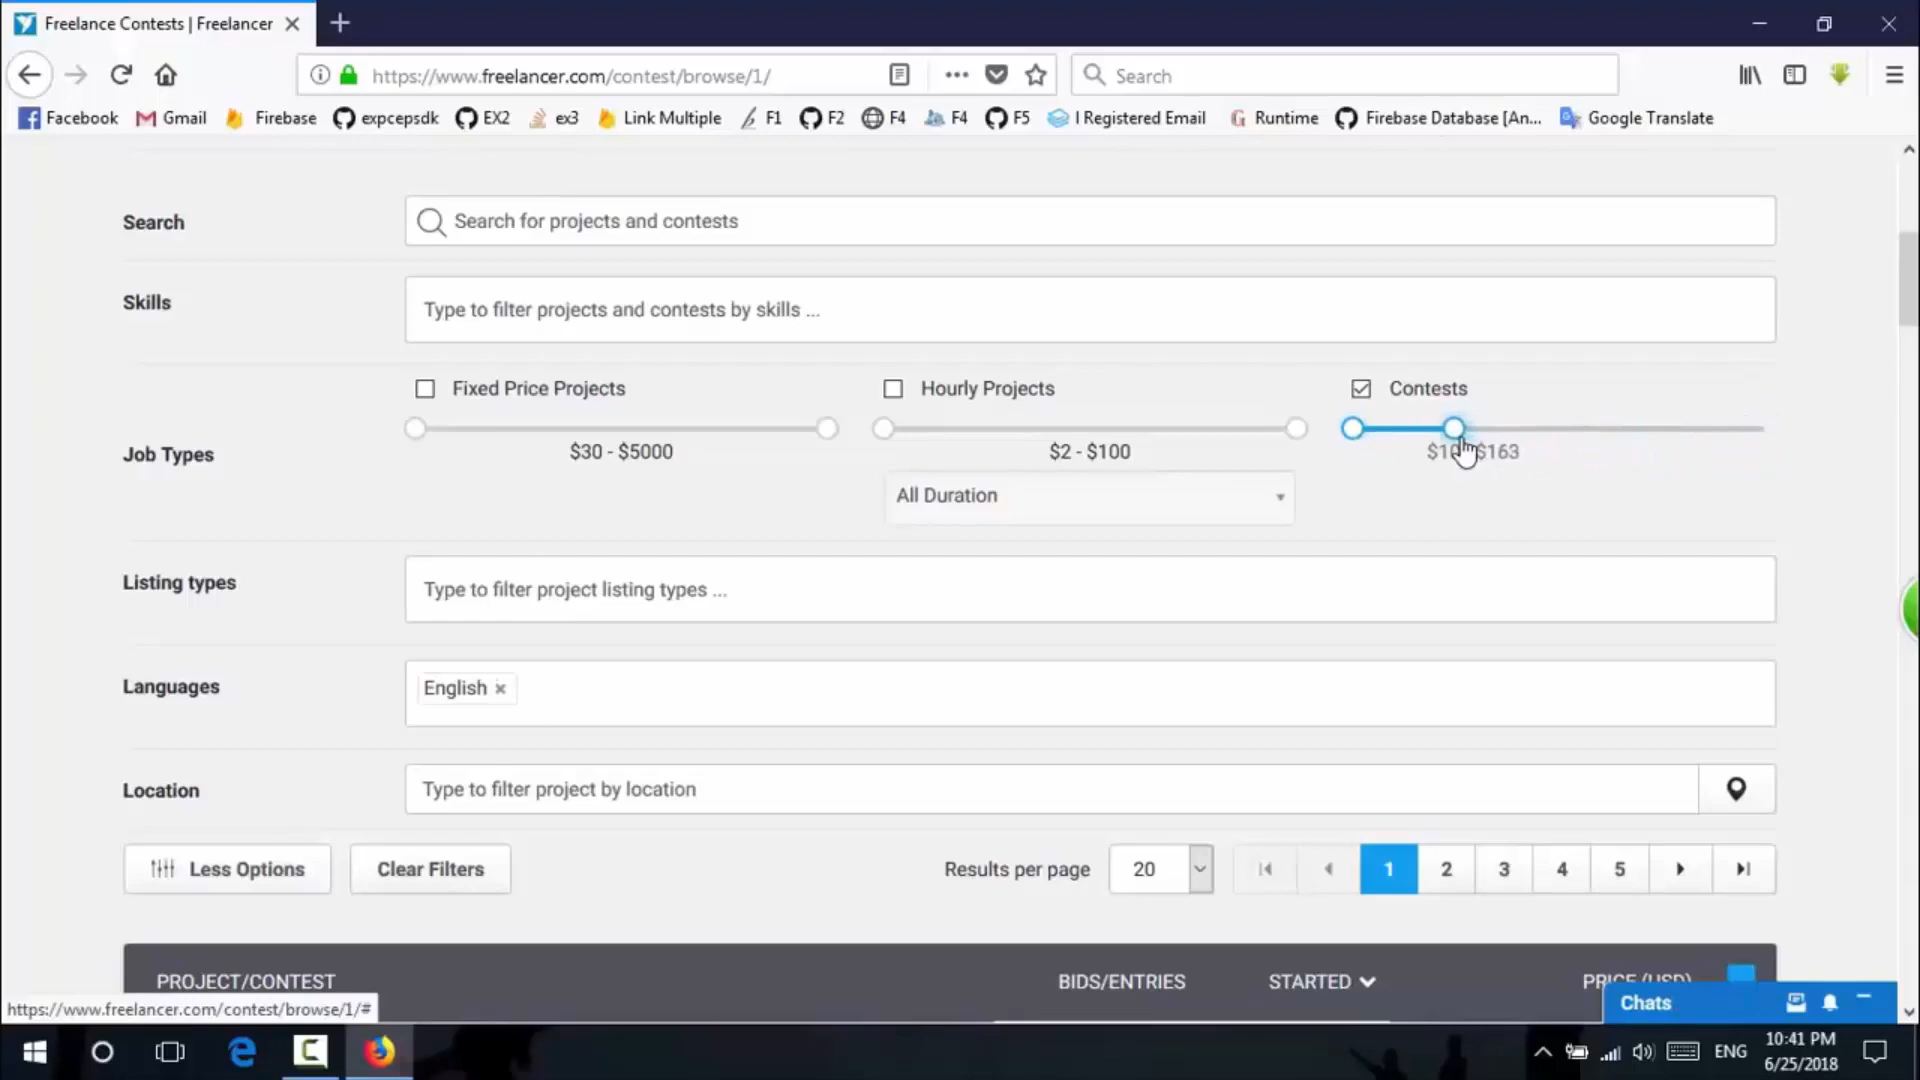 Freelance Contests | Freelancer
https://www.freelancer.com/contest/browse/1/
Search
Facebook Gmail Firebase expcepsdk EX2 ex3 Link Multiple F1 F2 F4 F4 F5 I Registered Email Runtime Firebase Database [An... Google Translate
Search Search for projects and contests
Skills Type to filter projects and contests by skills ...
Fixed Price Projects Hourly Projects Contests
Job Types $30 - $5000 $2 - $100 $163
All Duration
Listing types Type to filter project listing types ...
Languages English
Location Type to filter project by location
Less Options Clear Filters Results per page 20 1 2 3 4 5
PROJECT/CONTEST BIDS/ENTRIES STARTED PRICE (USD)
https://www.freelancer.com/contest/browse/1/#
Chats
ENG 10:41 PM
6/25/2018